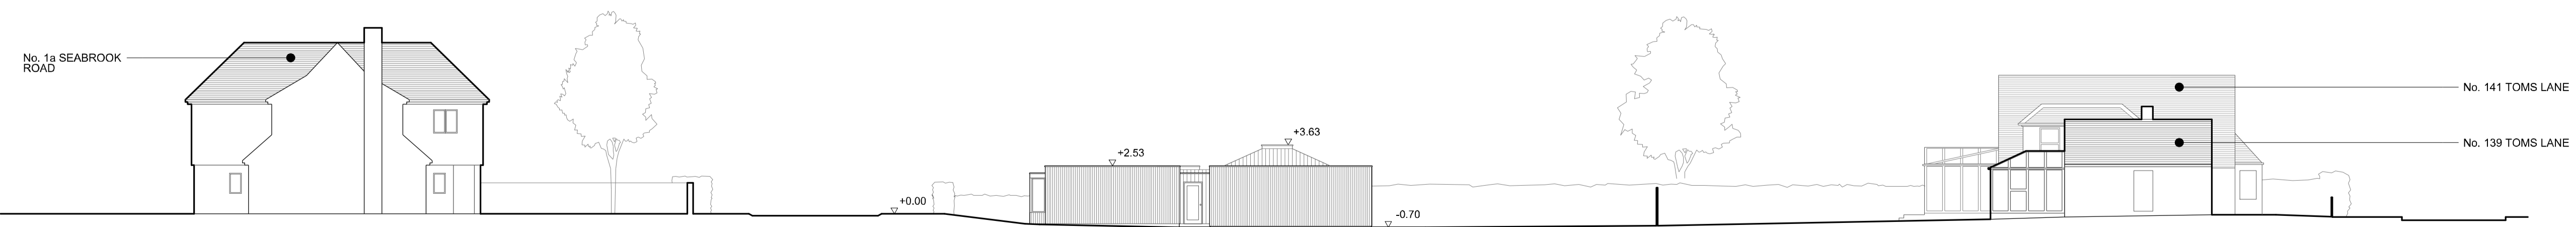 No. 1a SEABROOK
ROAD
+0.00
+2.53
+3.63
-0.70
No. 141 TOMS LANE
No. 139 TOMS LANE